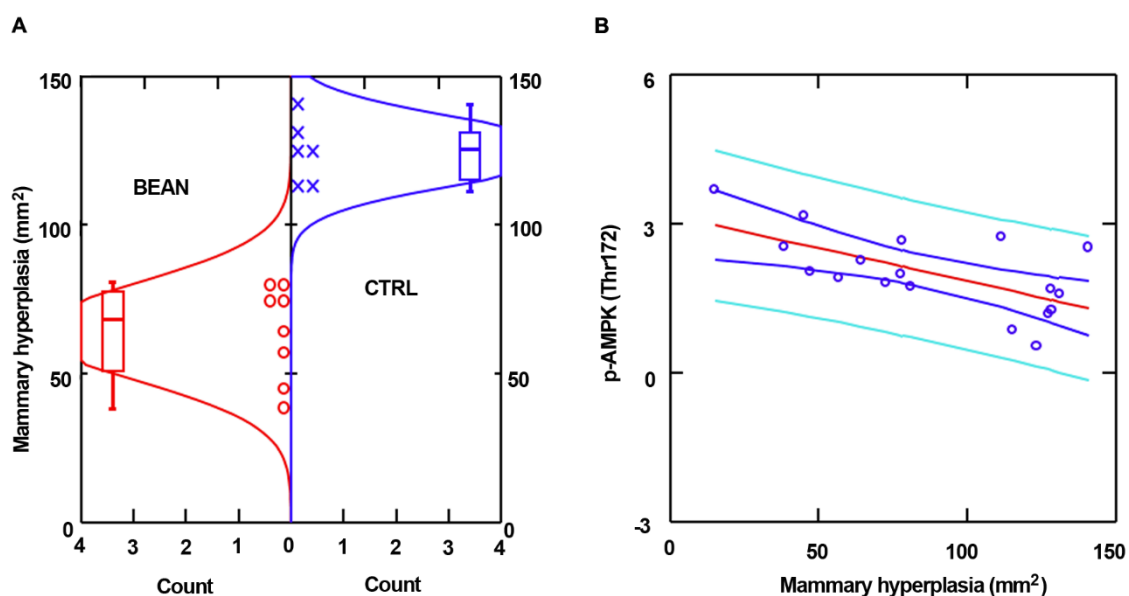 A
Mammary hyperplasia (mm2)
150
100
50
0
BEAN
CTRL
150
100
50
0
4 3 2 1 0 1 2 3 4
Count Count
B
p-AMPK (Thr172)
6
3
0
-3
0 50 100 150
Mammary hyperplasia (mm2)